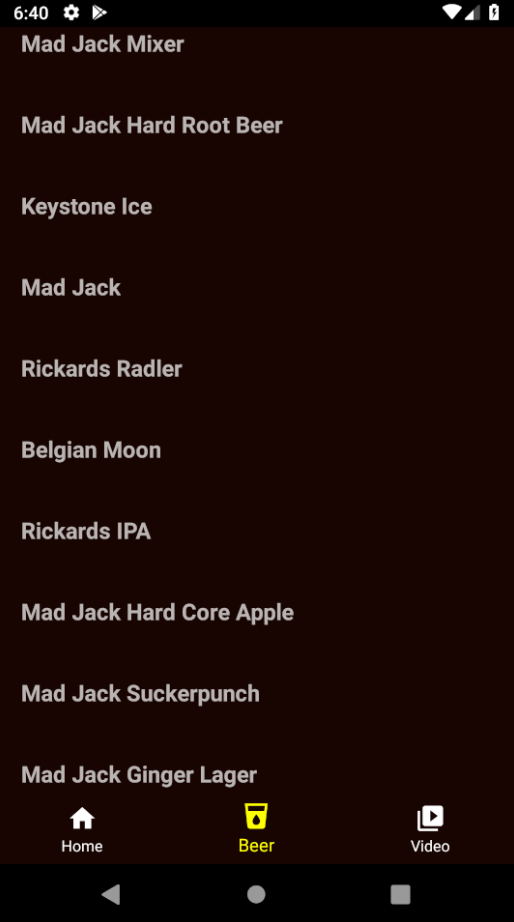 6:40
Mad Jack Mixer
Mad Jack Hard Root Beer
Keystone Ice
Mad Jack
Rickards Radler
Belgian Moon
Rickards IPA
Mad Jack Hard Core Apple
Mad Jack Suckerpunch
Mad Jack Ginger Lager
Home
Beer
Video